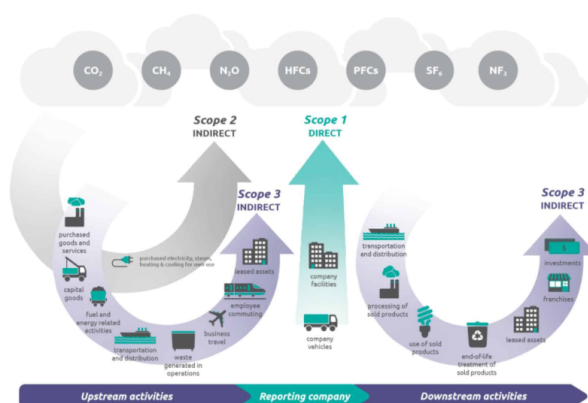 CO₂
CH₄
N₂O
HFCs
PFCs
SF₆
NF₃
Scope 2
INDIRECT
Scope 1
DIRECT
Scope 3
INDIRECT
Scope 3
INDIRECT
purchased
goods and
services
capital
goods
fuel and
energy related
activities
transportation
and distribution
waste
generated in
operations
business
travel
employee
commuting
leased assets
purchased electricity, steam,
heating & cooling for own use
company
facilities
company
vehicles
transportation
and distribution
processing of
sold products
use of sold
products
end-of-life
treatment of
sold products
leased assets
franchises
investments
Upstream activities
Reporting company
Downstream activities